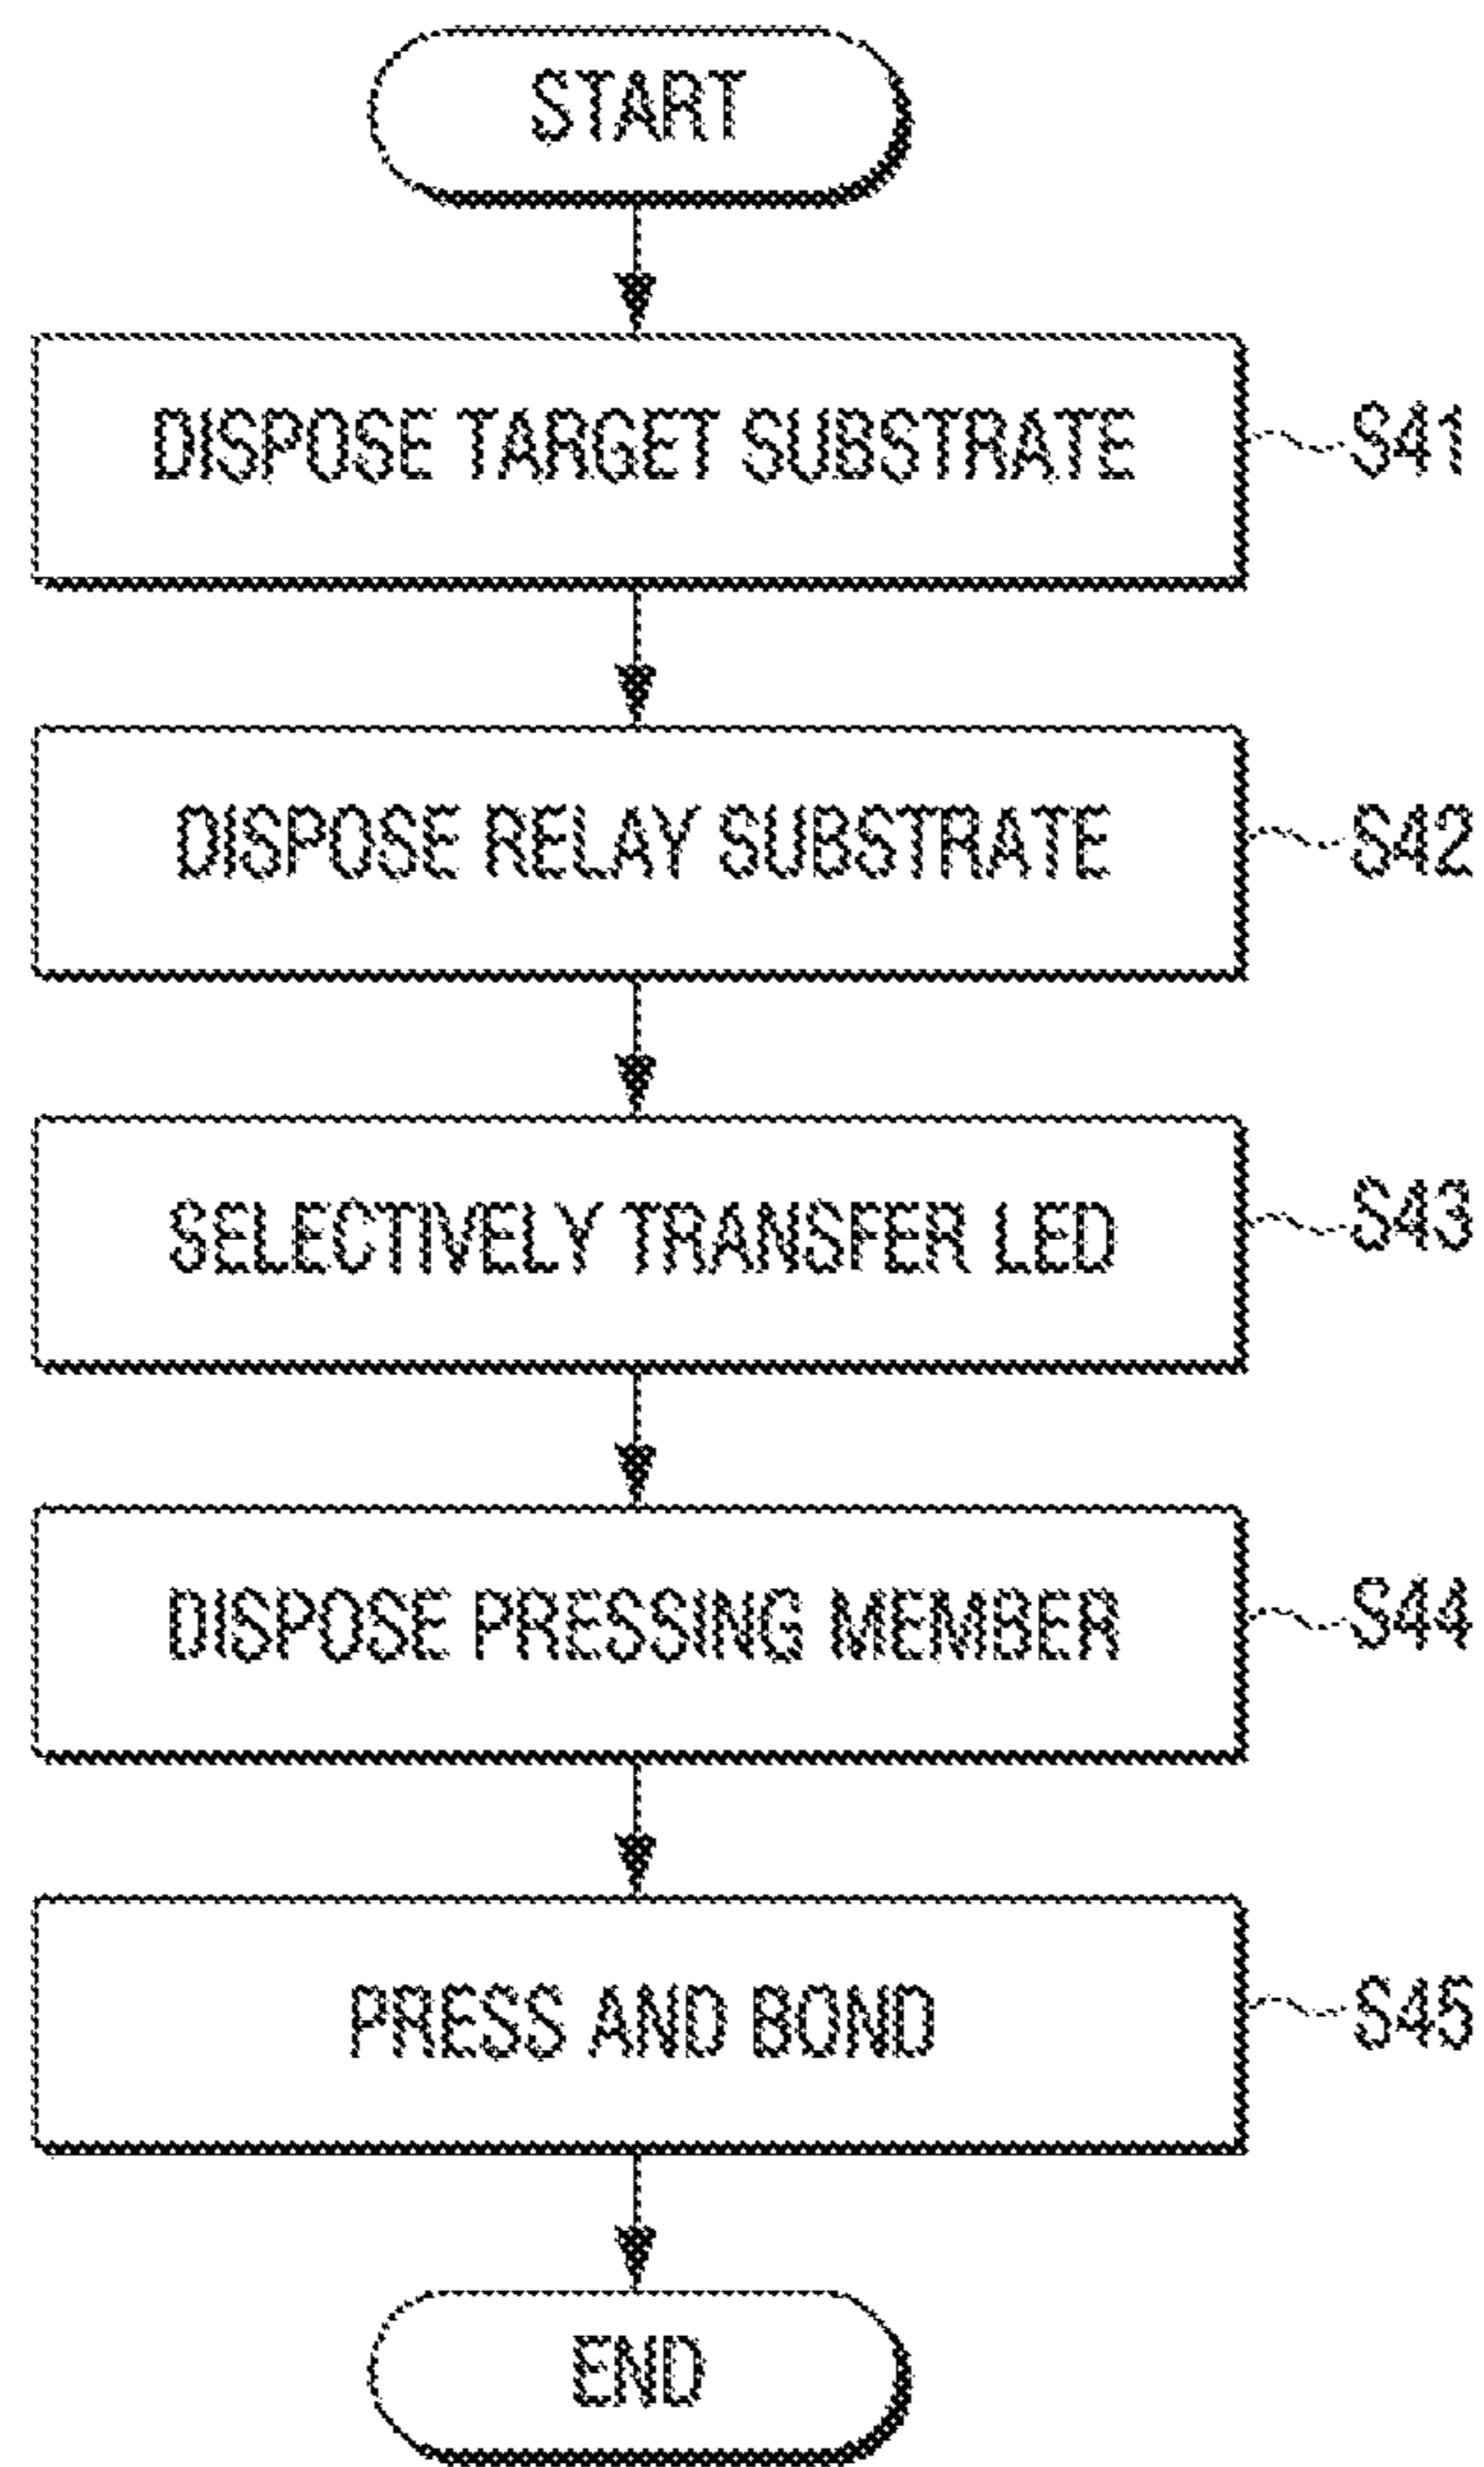 START
DISPOSE TARGET SUBSTRATE S41
DISPOSE RELAY SUBSTRATE S42
SELECTIVELY TRANSFER LED S43
DISPOSE PRESSING MEMBER S44
PRESS AND BOND S45
END